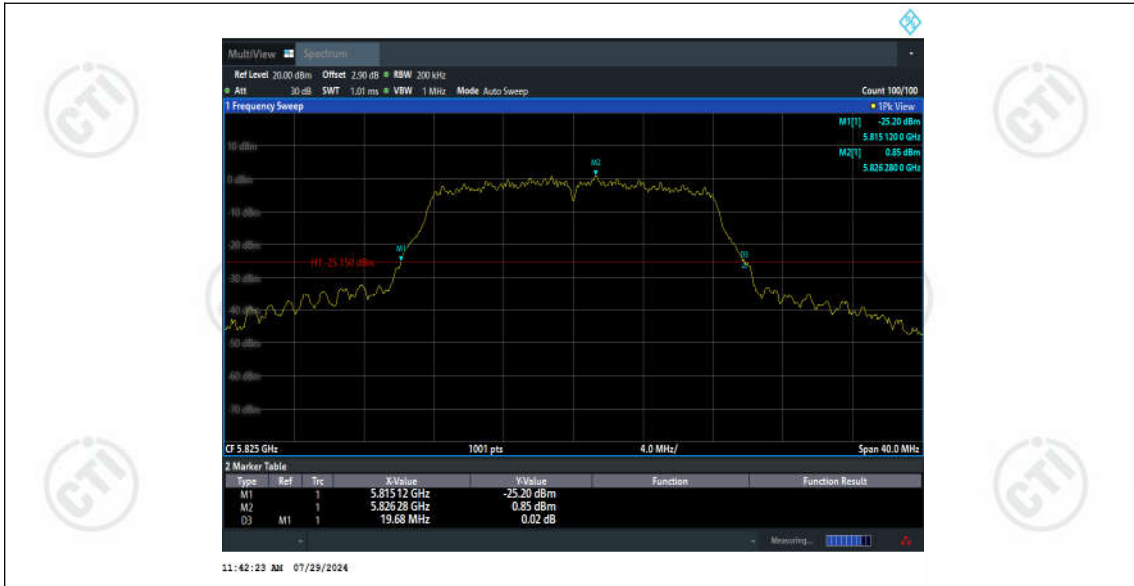 MultiView Spectrum
Ref Level 20.00 dBm Offset 2.90 dB RBW 200 kHz
Att 30 dB SWT 1.01 ms VBW 1 MHz Mode Auto Sweep Count 100/100
1 Frequency Sweep 1Pk View
M1[1] -25.20 dBm
5.815 120 0 GHz
M2[1] 0.85 dBm
5.826 280 0 GHz
10 dBm
M2
0 dBm
-10 dBm
-20 dBm
M1
D3
H1 -25.150 dBm
-30 dBm
-40 dBm
-50 dBm
-60 dBm
-70 dBm
CF 5.825 GHz 1001 pts 4.0 MHz/ Span 40.0 MHz
2 Marker Table
Type Ref Trc X-Value Y-Value Function Function Result
M1 1 5.815 12 GHz -25.20 dBm
M2 1 5.826 28 GHz 0.85 dBm
D3 M1 1 19.68 MHz 0.02 dB
Measuring...
11:42:23 AM 07/29/2024
CTI
CTI
CTI
CTI